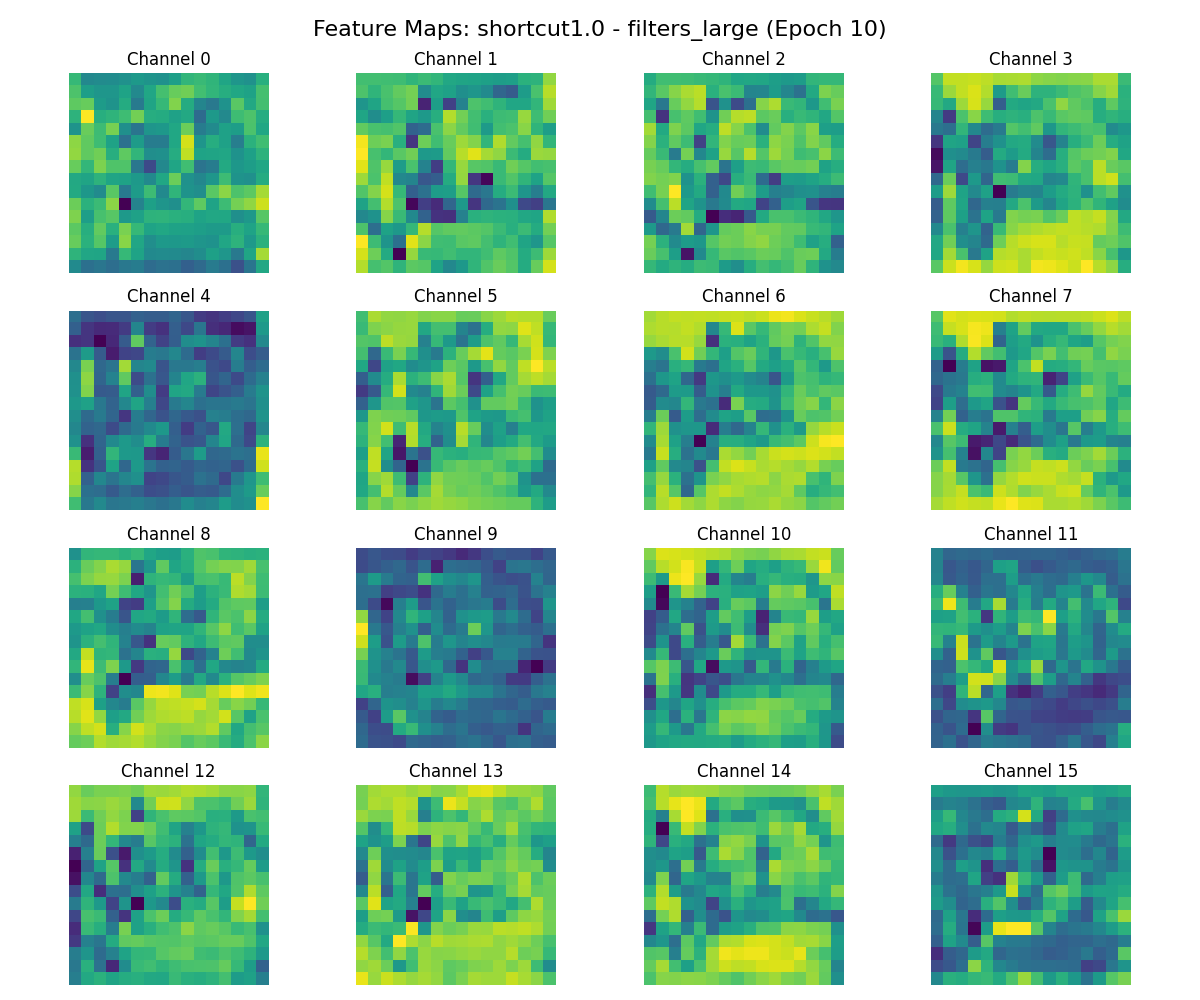 Feature Maps: shortcut1.0 - filters_large (Epoch 10)
Channel 0
Channel 1
Channel 2
Channel 3
Channel 4
Channel 5
Channel 6
Channel 7
Channel 8
Channel 9
Channel 10
Channel 11
Channel 12
Channel 13
Channel 14
Channel 15